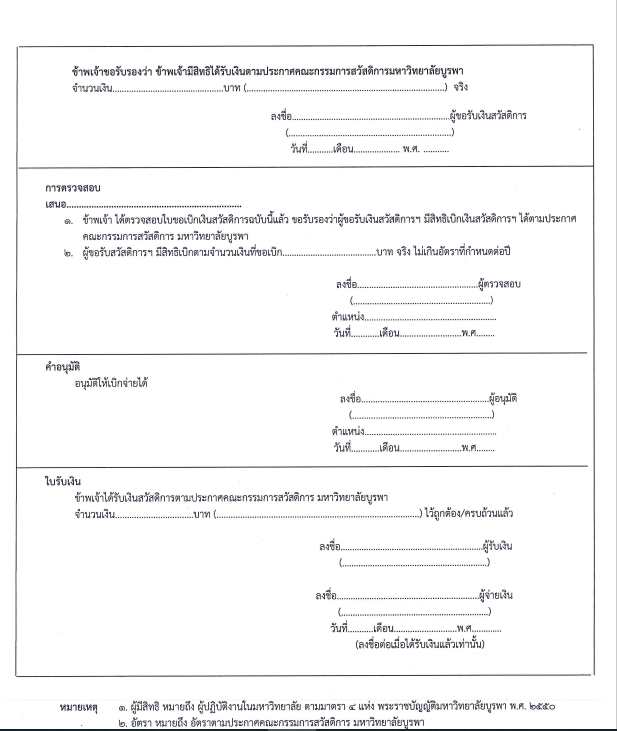 ข้าพเจ้าขอรับรองว่า ข้าพเจ้ามีสิทธิได้รับเงินตามประกาศคณะกรรมการสวัสดิการมหาวิทยาลัยบูรพา
จำนวนเงิน........................................บาท (........................................................................) จริง
ลงชื่อ.........................................................ผู้ขอรับเงินสวัสดิการ
(...........................................................)
วันที่..........เดือน................. พ.ศ. ..........
การตรวจสอบ
เสนอ...............................................................
๑. ข้าพเจ้า ได้ตรวจสอบใบขอเบิกเงินสวัสดิการฉบับนี้แล้ว ขอรับรองว่าผู้ขอรับเงินสวัสดิการฯ มีสิทธิเบิกเงินสวัสดิการฯ ได้ตามประกาศ
คณะกรรมการสวัสดิการ มหาวิทยาลัยบูรพา
๒. ผู้ขอรับสวัสดิการฯ มีสิทธิเบิกตามจำนวนเงินที่ขอเบิก..................................บาท จริง ไม่เกินอัตราที่กำหนดต่อปี
ลงชื่อ............................................ผู้ตรวจสอบ
(...................................................)
ตำแหน่ง................................................
วันที่..........เดือน.......................พ.ศ.......
คำอนุมัติ
อนุมัติให้เบิกจ่ายได้
ลงชื่อ...............................................ผู้อนุมัติ
(...................................................)
ตำแหน่ง................................................
วันที่..........เดือน.......................พ.ศ.......
ใบรับเงิน
ข้าพเจ้าได้รับเงินสวัสดิการตามประกาศคณะกรรมการสวัสดิการ มหาวิทยาลัยบูรพา
จำนวนเงิน.............................บาท (..........................................................................) ไว้ถูกต้อง/ครบถ้วนแล้ว
ลงชื่อ....................................................ผู้รับเงิน
(......................................................)
ลงชื่อ....................................................ผู้จ่ายเงิน
(......................................................)
วันที่..........เดือน.......................พ.ศ...........
(ลงชื่อต่อเมื่อได้รับเงินแล้วเท่านั้น)
หมายเหตุ ๑. ผู้มีสิทธิ หมายถึง ผู้ปฏิบัติงานในมหาวิทยาลัย ตามมาตรา ๔ แห่ง พระราชบัญญัติมหาวิทยาลัยบูรพา พ.ศ. ๒๕๕๐
๒. อัตรา หมายถึง อัตราตามประกาศคณะกรรมการสวัสดิการ มหาวิทยาลัยบูรพา